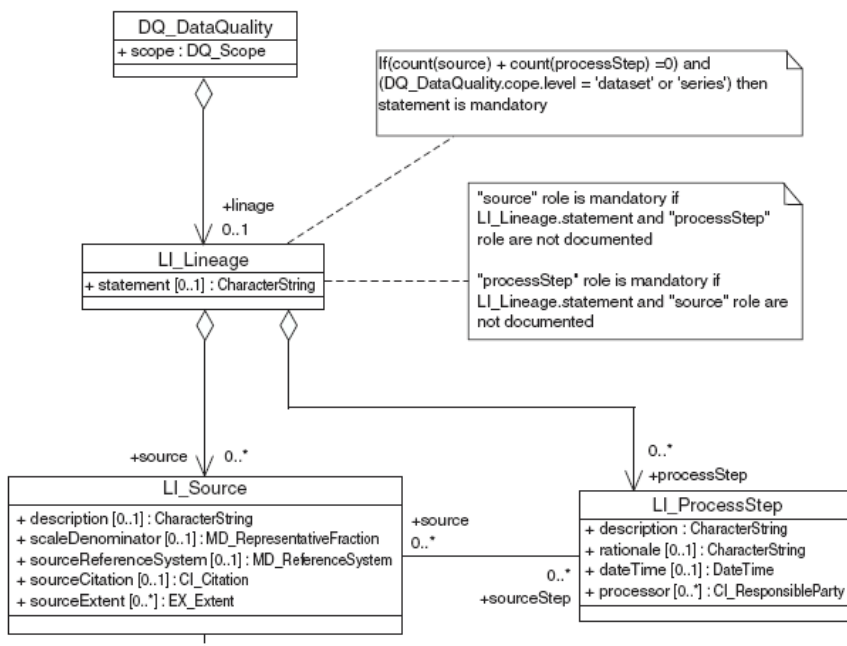 DQ_DataQuality
+ scope : DQ_Scope
If(count(source) + count(processStep) =0) and
(DQ_DataQuality.cope.level = 'dataset' or 'series') then
statement is mandatory
+linage
0..1
"source" role is mandatory if
LI_Lineage.statement and "processStep"
role are not documented
"processStep" role is mandatory if
LI_Lineage.statement and "source" role are
not documented
LI_Lineage
+ statement [0..1] : CharacterString
+source 0..*
0..*
+processStep
LI_Source
+ description [0..1] : CharacterString
+ scaleDenominator [0..1] : MD_RepresentativeFraction
+ sourceReferenceSystem [0..1] : MD_ReferenceSystem
+ sourceCitation [0..1] : CI_Citation
+ sourceExtent [0..*] : EX_Extent
+source
0..*
0..*
+sourceStep
LI_ProcessStep
+ description : CharacterString
+ rationale [0..1] : CharacterString
+ dateTime [0..1] : DateTime
+ processor [0..*] : CI_ResponsibleParty